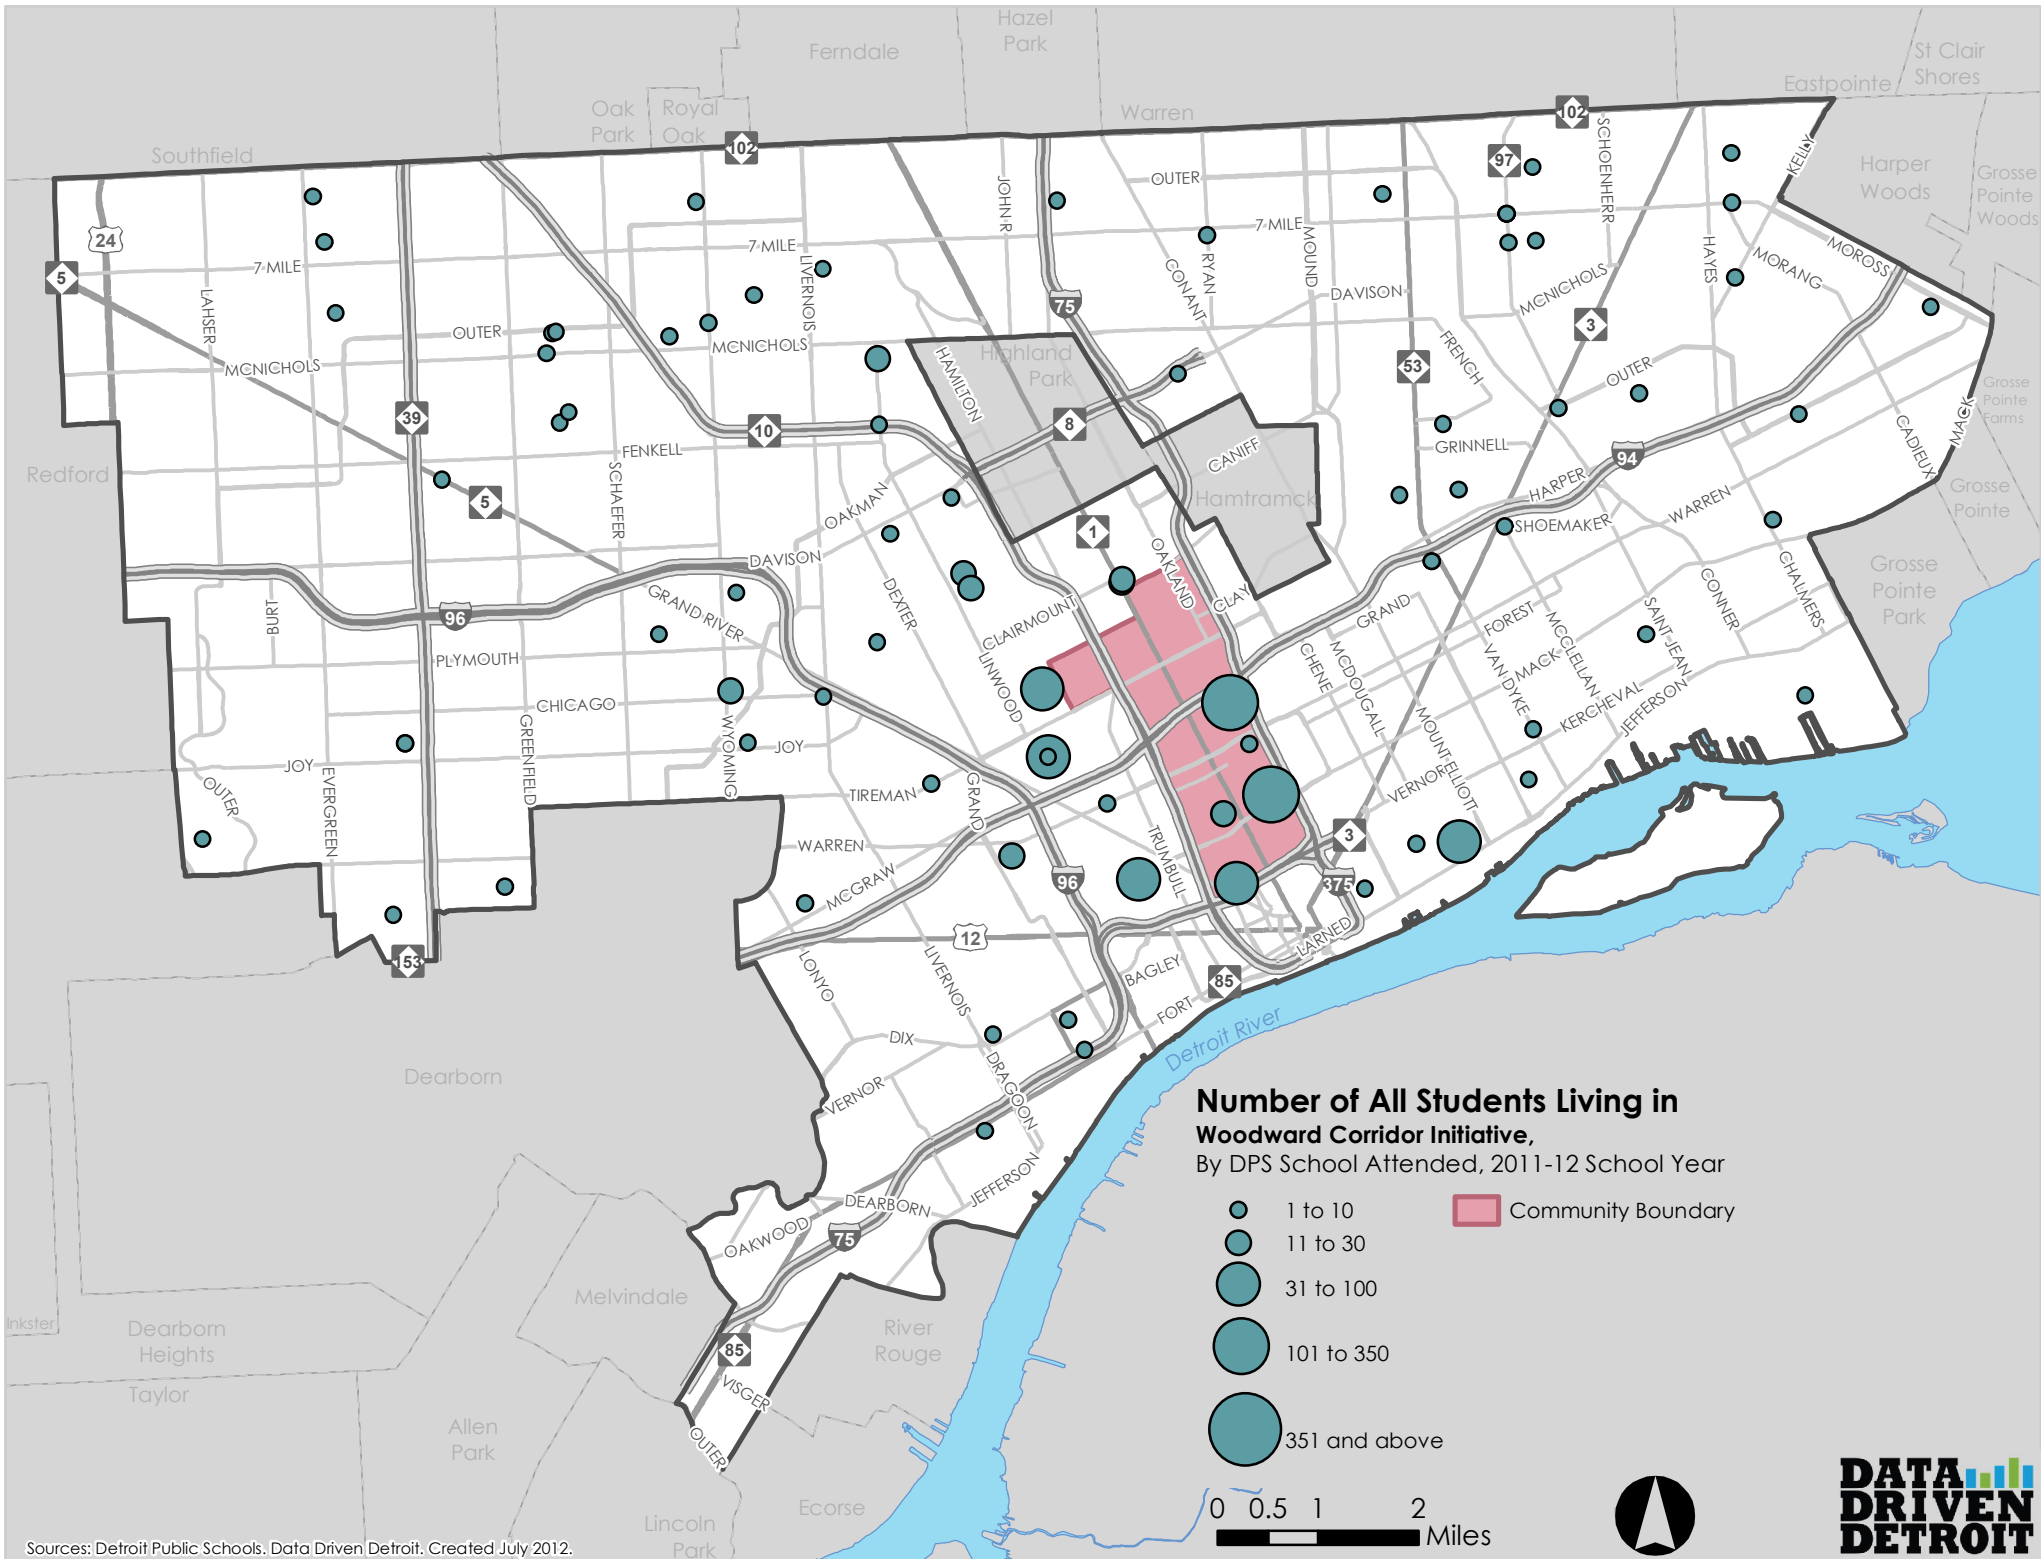 Hazel
Park
Ferndale
St Clair
Shores
Eastpointe
Oak
Park
Royal
Oak
Warren
102
102
Southfield
97
SCHOENHERR
KELLY
Harper
Woods
Grosse
Pointe
Woods
OUTER
JOHN R
24
5
7 MILE
7 MILE
7 MILE
LIVERNOIS
RYAN
CONANT
MOUND
HAYES
MOROSS
MORANG
LAHSER
75
DAVISON
MCNICHOLS
3
OUTER
MCNICHOLS
MCNICHOLS
HAMILTON
Highland
Park
53
FRENCH
OUTER
Grosse
Pointe
Farms
MACK
CADIEUX
39
10
8
FENKELL
CANIFF
GRINNELL
94
Redford
5
SCHAEFER
OAKMAN
Hamtramck
HARPER
SHOEMAKER
WARREN
Grosse
Pointe
1
OAKLAND
DAVISON
BURT
96
GRAND RIVER
DEXTER
CLAIRMOUNT
CLAY
GRAND
FOREST
CONNER
CHALMERS
Grosse
Pointe
Park
PLYMOUTH
LINWOOD
CHENE
MCDOUGALL
VAN DYKE
MACK
MCCLELLAN
SAINT JEAN
CHICAGO
GREENFIELD
WYOMING
KERCHEVAL
JEFFERSON
MOUNT ELLIOTT
JOY
JOY
OUTER
EVERGREEN
TIREMAN
GRAND
VERNOR
TRUMBULL
3
WARREN
MCGRAW
96
375
153
12
LARNED
LONYO
LIVERNOIS
BAGLEY
85
FORT
Detroit River
DIX
DRAGOON
Dearborn
VERNOR
Number of All Students Living in
Woodward Corridor Initiative,
By DPS School Attended, 2011-12 School Year
1 to 10
Community Boundary
11 to 30
31 to 100
101 to 350
351 and above
JEFFERSON
DEARBORN
OAKWOOD
75
Melvindale
Inkster
Dearborn
Heights
River
Rouge
85
VISGER
Taylor
Allen
Park
OUTER
Ecorse
Lincoln
Park
0 0.5 1 2
Miles
DATA
DRIVEN
DETROIT
Sources: Detroit Public Schools. Data Driven Detroit. Created July 2012.